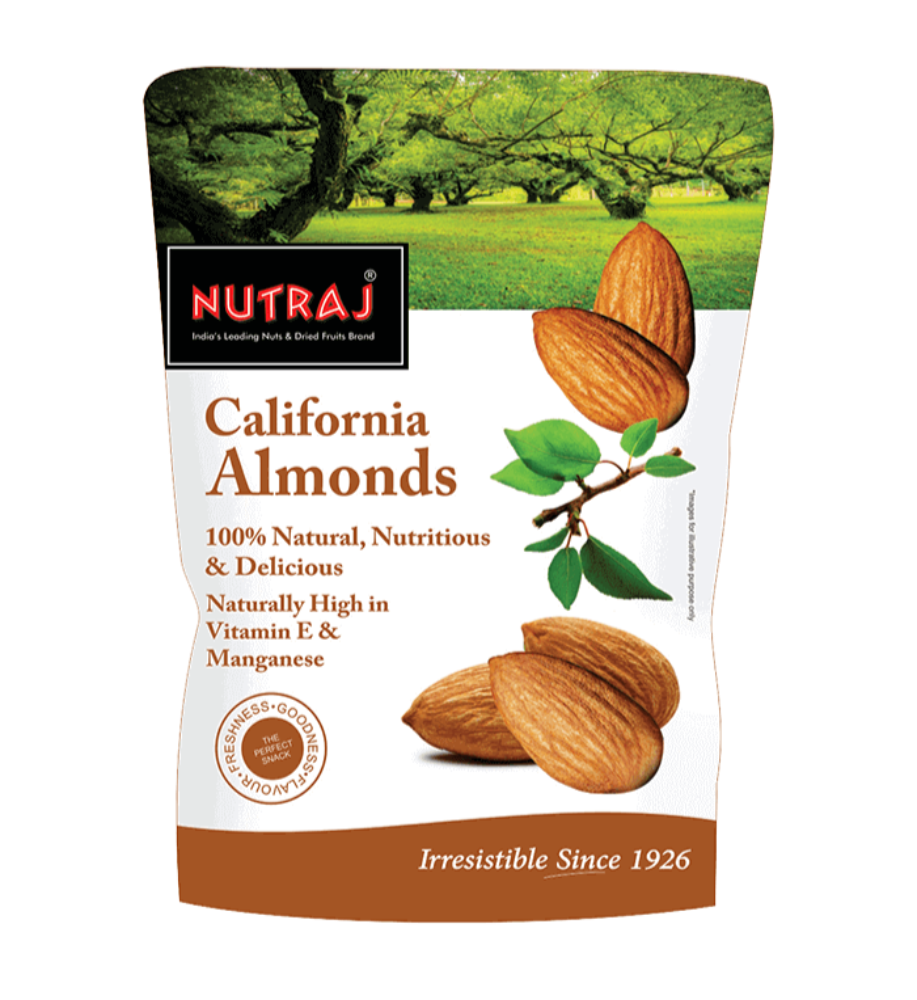 NUTRAJ®
India's Leading Nuts & Dried Fruits Brand
California
Almonds
100% Natural, Nutritious
& Delicious
Naturally High in
Vitamin E &
Manganese
*Images for illustrative purpose only
FRESHNESS•GOODNESS•FLAVOUR•
THE
PERFECT
SNACK
Irresistible Since 1926